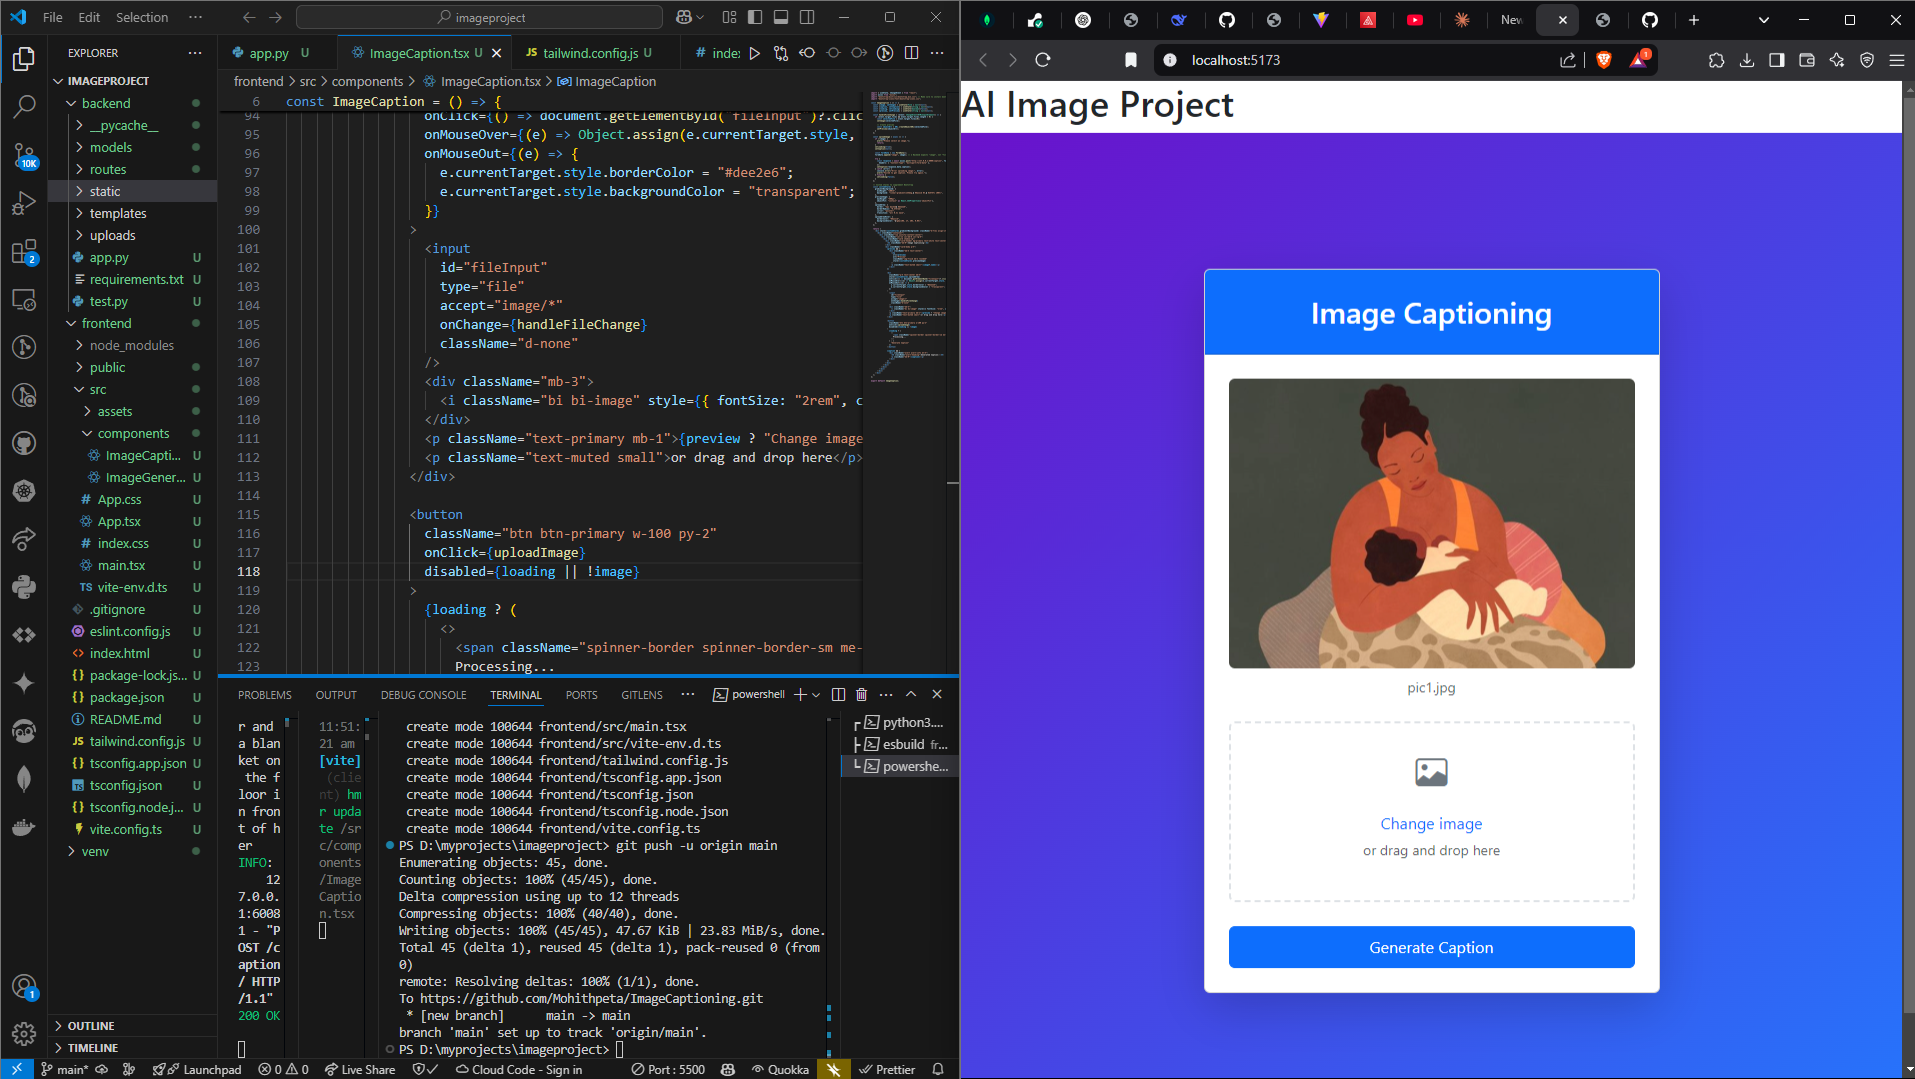 File Edit Selection ··· imageproject
EXPLORER ···
IMAGEPROJECT
backend
__pycache__
models
routes
static
templates
uploads
app.py U
requirements.txt U
test.py U
frontend
node_modules
public
src
assets
components
ImageCapti... U
ImageGener... U
App.css U
App.tsx U
index.css U
main.tsx U
TS vite-env.d.ts U
.gitignore U
eslint.config.js U
index.html U
package-lock.js... U
package.json U
README.md U
JS tailwind.config.js U
tsconfig.app.json U
tsconfig.json U
tsconfig.node.j... U
vite.config.ts U
venv
OUTLINE
TIMELINE
10K
2
1
app.py U ImageCaption.tsx U JS tailwind.config.js U # index
frontend > src > components > ImageCaption.tsx > ImageCaption
6 const ImageCaption = () => {
94 onClick={() => document.getElementById('fileInput')?.clic
95 onMouseOver={(e) => Object.assign(e.currentTarget.style,
96 onMouseOut={(e) => {
97 e.currentTarget.style.borderColor = "#dee2e6";
98 e.currentTarget.style.backgroundColor = "transparent";
99 }}
100 >
101 <input
102 id="fileInput"
103 type="file"
104 accept="image/*"
105 onChange={handleFileChange}
106 className="d-none"
107 />
108 <div className="mb-3">
109 <i className="bi bi-image" style={{ fontSize: "2rem", c
110 </div>
111 <p className="text-primary mb-1">{preview ? "Change image
112 <p className="text-muted small">or drag and drop here</p>
113 </div>
114
115 <button
116 className="btn btn-primary w-100 py-2"
117 onClick={uploadImage}
118 disabled={loading || !image}
119 >
120 {loading ? (
121 <>
122 <span className="spinner-border spinner-border-sm me-
123 Processing...
PROBLEMS OUTPUT DEBUG CONSOLE TERMINAL PORTS GITLENS ··· powershell
r and
a blan
ket on
the f
loor i
n fron
t of h
er
INFO:
12
7.0.0.
1:6008
1 - "P
OST /c
aption
/ HTTP
/1.1"
200 OK
11:51:
21 am
[vite]
(clie
nt) hm
r upda
te /sr
c/comp
onents
/Image
Captio
n.tsx
create mode 100644 frontend/src/main.tsx
create mode 100644 frontend/src/vite-env.d.ts
create mode 100644 frontend/tailwind.config.js
create mode 100644 frontend/tsconfig.app.json
create mode 100644 frontend/tsconfig.json
create mode 100644 frontend/tsconfig.node.json
create mode 100644 frontend/vite.config.ts
PS D:\myprojects\imageproject> git push -u origin main
Enumerating objects: 45, done.
Counting objects: 100% (45/45), done.
Delta compression using up to 12 threads
Compressing objects: 100% (40/40), done.
Writing objects: 100% (45/45), 47.67 KiB | 23.83 MiB/s, done.
Total 45 (delta 1), reused 45 (delta 1), pack-reused 0 (from
0)
remote: Resolving deltas: 100% (1/1), done.
To https://github.com/Mohithpeta/ImageCaptioning.git
* [new branch] main -> main
branch 'main' set up to track 'origin/main'.
PS D:\myprojects\imageproject>
python3....
esbuild fr...
powershe...
main* Launchpad 0 0 Live Share Cloud Code - Sign in Port : 5500 Quokka Prettier
New
localhost:5173
1
AI Image Project
Image Captioning
pic1.jpg
Change image
or drag and drop here
Generate Caption